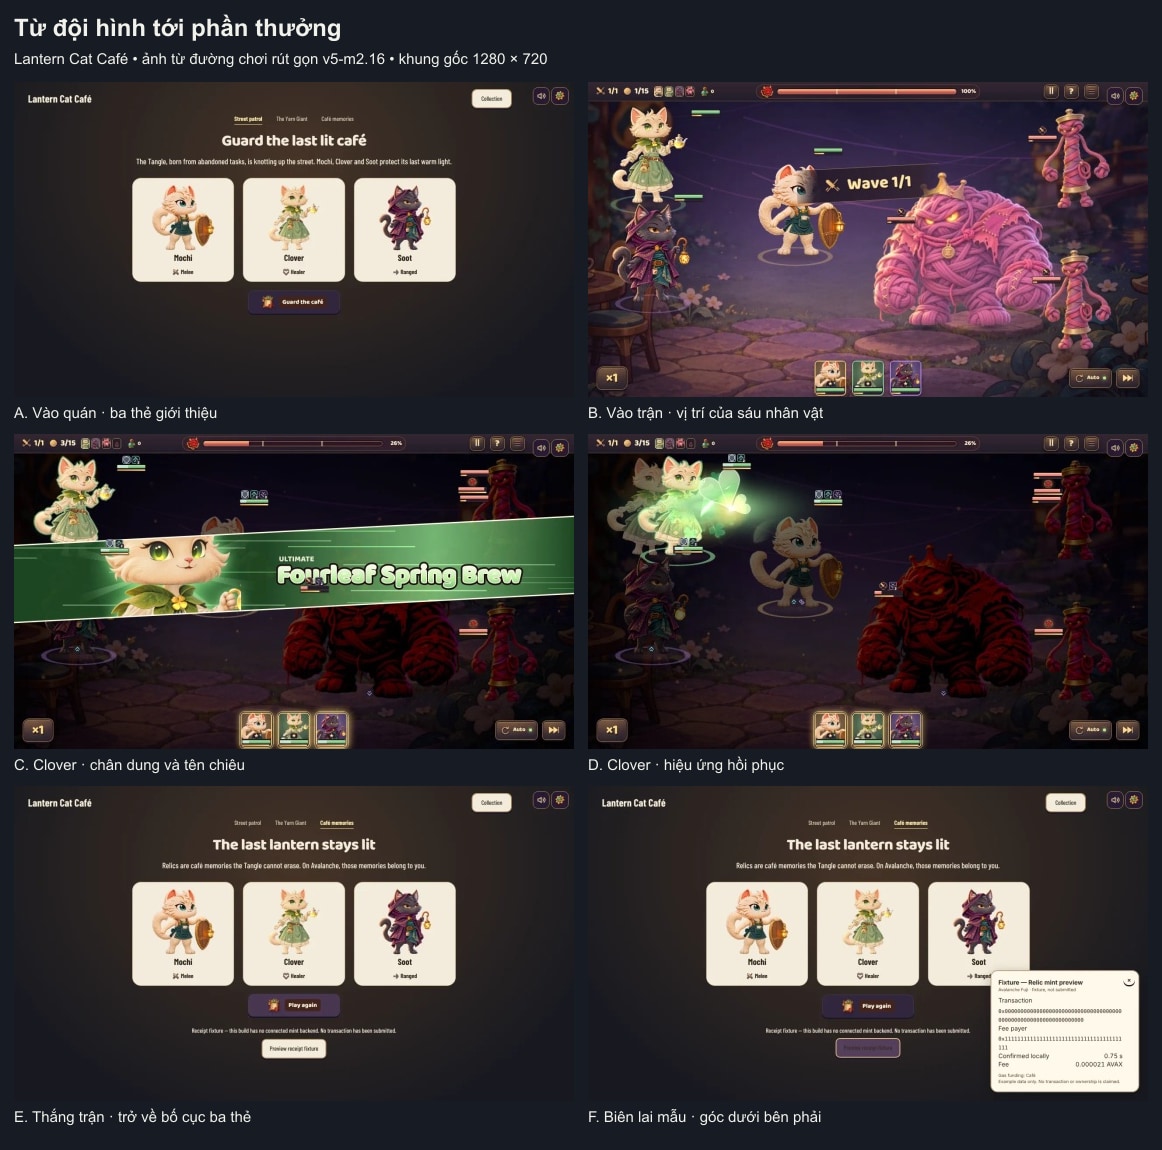 Từ đội hình tới phần thưởng
Lantern Cat Café • ảnh từ đường chơi rút gọn v5-m2.16 • khung gốc 1280 × 720
Lantern Cat Café
Collection
Street patrol The Yarn Giant Café memories
Guard the last lit café
The Tangle, born from abandoned tasks, is knotting up the street. Mochi, Clover and Soot protect its last warm light.
Mochi
Melee
Clover
Healer
Soot
Ranged
Guard the café
A. Vào quán · ba thẻ giới thiệu
1/1 1/15 0 100% ?
Wave 1/1
×1
Auto
B. Vào trận · vị trí của sáu nhân vật
1/1 3/15 0 26% ?
ULTIMATE
Fourleaf Spring Brew
×1
Auto
C. Clover · chân dung và tên chiêu
1/1 3/15 0 26% ?
×1
Auto
D. Clover · hiệu ứng hồi phục
Lantern Cat Café
Collection
Street patrol The Yarn Giant Café memories
The last lantern stays lit
Relics are café memories the Tangle cannot erase. On Avalanche, those memories belong to you.
Mochi
Melee
Clover
Healer
Soot
Ranged
Play again
Receipt fixture — this build has no connected mint backend. No transaction has been submitted.
Preview receipt fixture
E. Thắng trận · trở về bố cục ba thẻ
Lantern Cat Café
Collection
Street patrol The Yarn Giant Café memories
The last lantern stays lit
Relics are café memories the Tangle cannot erase. On Avalanche, those memories belong to you.
Mochi
Melee
Clover
Healer
Soot
Play again
Receipt fixture — this build has no connected mint backend. No transaction has been submitted.
Fixture — Relic mint preview
Avalanche Fuji · fixture, not submitted
Transaction
Fee payer
Confirmed locally 0.75 s
Fee 0.000021 AVAX
Gas funding: Café
Example data only. No transaction or ownership is claimed.
F. Biên lai mẫu · góc dưới bên phải